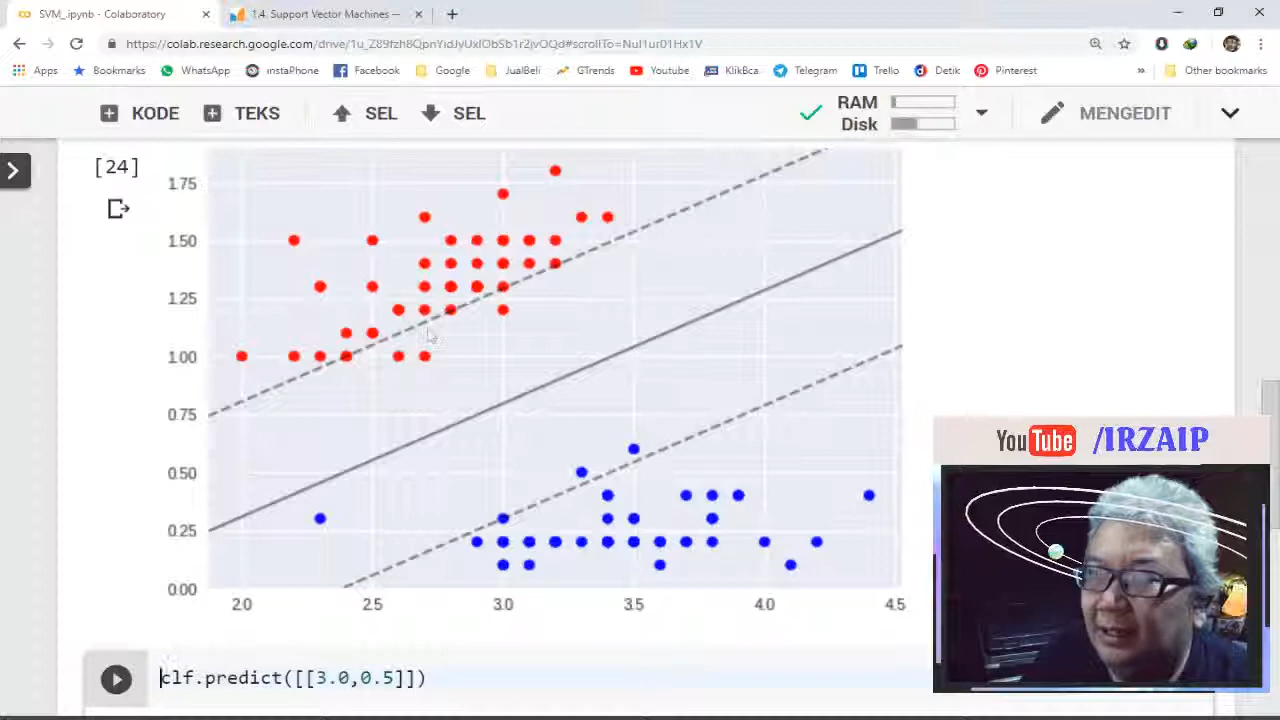 SVM_.ipynb - Colaboratory
1.4. Support Vector Machines —
https://colab.research.google.com/drive/1u_Z89fzh8QpnYidJyUxlObSb1r2jvOQd#scrollTo=Nul1ur01Hx1V
Apps Bookmarks WhatsApp instaPhone Facebook Google JualBeli GTrends Youtube KlikBca Telegram Trello Detik Pinterest » Other bookmarks
KODE TEKS SEL SEL RAM Disk MENGEDIT
[24]
1.75
1.50
1.25
1.00
0.75
0.50
0.25
0.00
2.0 2.5 3.0 3.5 4.0 4.5
YouTube /IRZAIP
clf.predict([[3.0,0.5]])